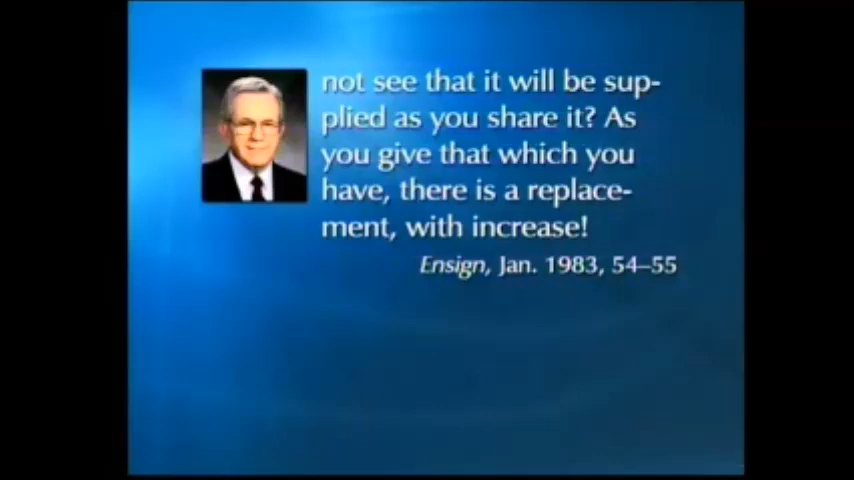 not see that it will be sup-
plied as you share it? As
you give that which you
have, there is a replace-
ment, with increase!
Ensign, Jan. 1983, 54–55